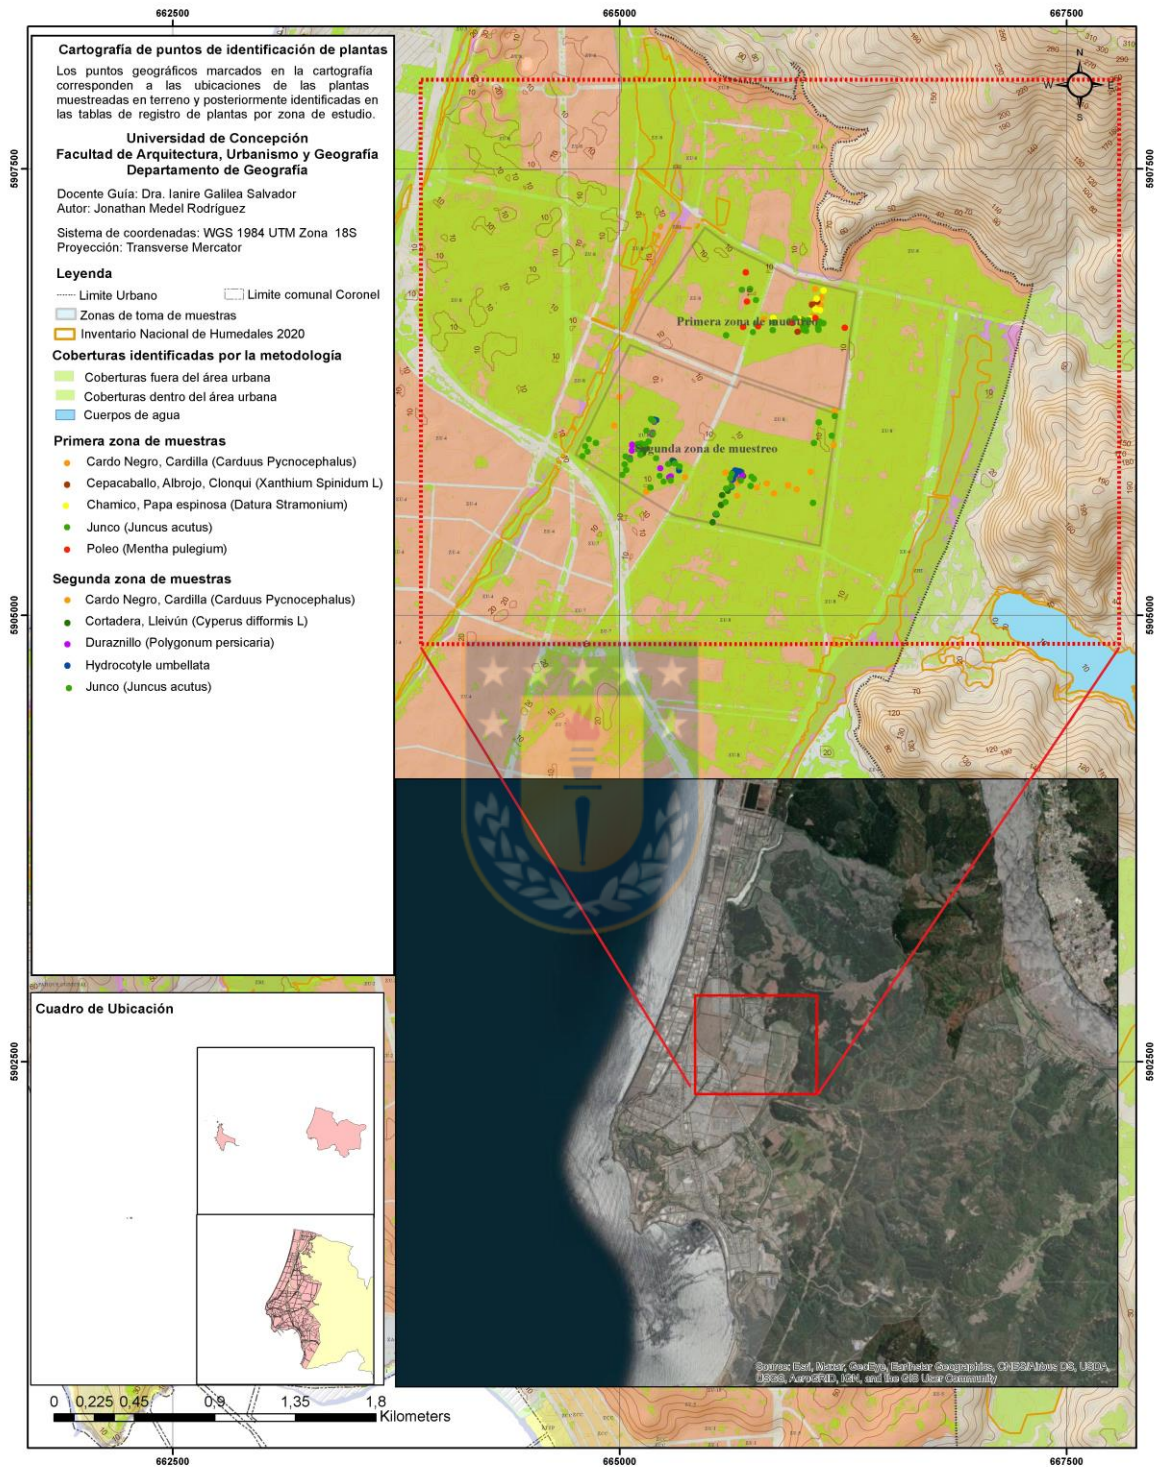 662500
665000
667500
Cartografía de puntos de identificación de plantas
Los puntos geográficos marcados en la cartografía
corresponden a las ubicaciones de las plantas
muestreadas en terreno y posteriormente identificadas en
las tablas de registro de plantas por zona de estudio.
Universidad de Concepción
Facultad de Arquitectura, Urbanismo y Geografía
Departamento de Geografía
Docente Guía: Dra. Ianire Galilea Salvador
Autor: Jonathan Medel Rodríguez
Sistema de coordenadas: WGS 1984 UTM Zona 18S
Proyección: Transverse Mercator
Leyenda
Limite Urbano
Limite comunal Coronel
Zonas de toma de muestras
Inventario Nacional de Humedales 2020
Coberturas identificadas por la metodología
Coberturas fuera del área urbana
Coberturas dentro del área urbana
Cuerpos de agua
Primera zona de muestras
Cardo Negro, Cardilla (Carduus Pycnocephalus)
Cepacaballo, Albrojo, Clonqui (Xanthium Spinidum L)
Chamico, Papa espinosa (Datura Stramonium)
Junco (Juncus acutus)
Poleo (Mentha pulegium)
Segunda zona de muestras
Cardo Negro, Cardilla (Carduus Pycnocephalus)
Cortadera, Lleivún (Cyperus difformis L)
Duraznillo (Polygonum persicaria)
Hydrocotyle umbellata
Junco (Juncus acutus)
N
W
E
S
5907500
5907500
Primera zona de muestreo
Segunda zona de muestreo
5905000
5905000
Cuadro de Ubicación
5902500
5902500
Source: Esri, Maxar, GeoEye, Earthstar Geographics, CNES/Airbus DS, USDA,
USGS, AeroGRID, IGN, and the GIS User Community
0 0,225 0,45 0,9 1,35 1,8
Kilometers
662500
665000
667500